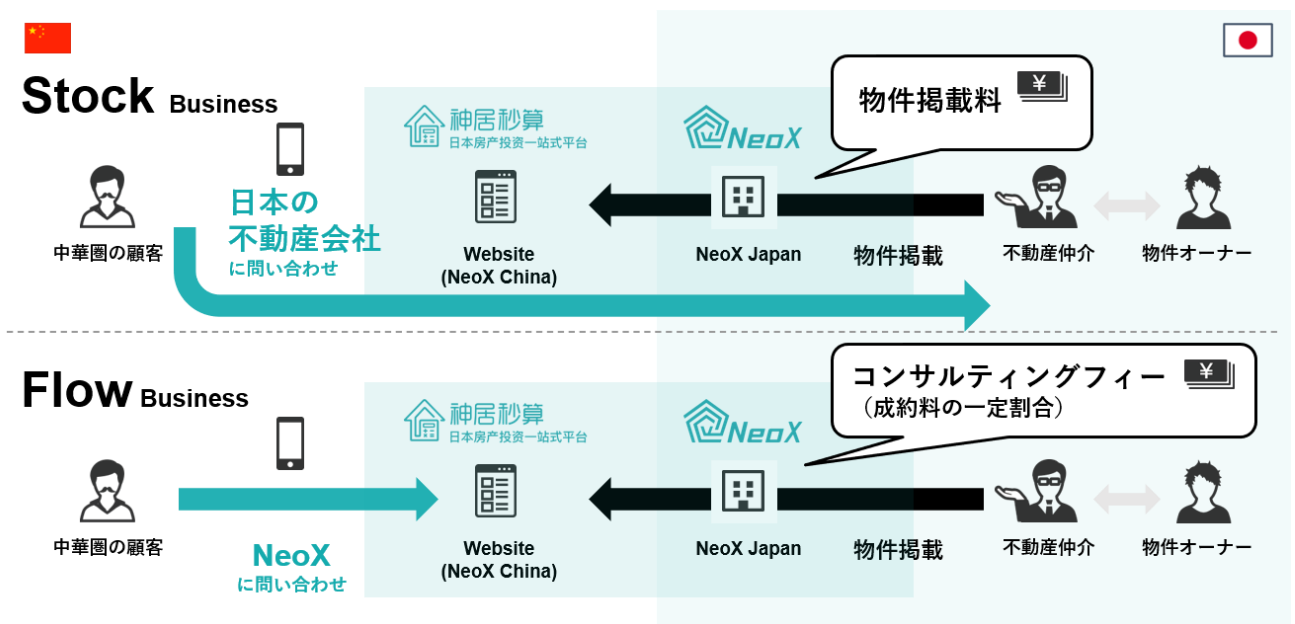 Stock Business
神居秒算
日本房产投资一站式平台
NeoX
物件掲載料
¥
日本の
不動産会社
に問い合わせ
中華圏の顧客
Website
(NeoX China)
NeoX Japan
物件掲載
不動産仲介
物件オーナー
Flow Business
神居秒算
日本房产投资一站式平台
NeoX
コンサルティングフィー
¥
（成約料の一定割合）
中華圏の顧客
NeoX
に問い合わせ
Website
(NeoX China)
NeoX Japan
物件掲載
不動産仲介
物件オーナー